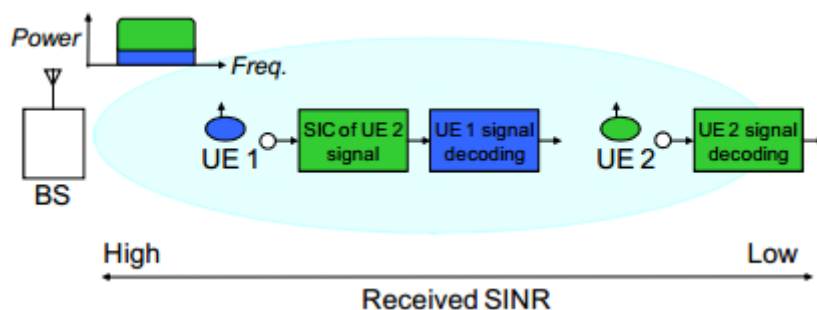 Power
Freq.
BS
UE 1
SIC of UE 2
signal
UE 1 signal
decoding
UE 2
UE 2 signal
decoding
High
Low
Received SINR